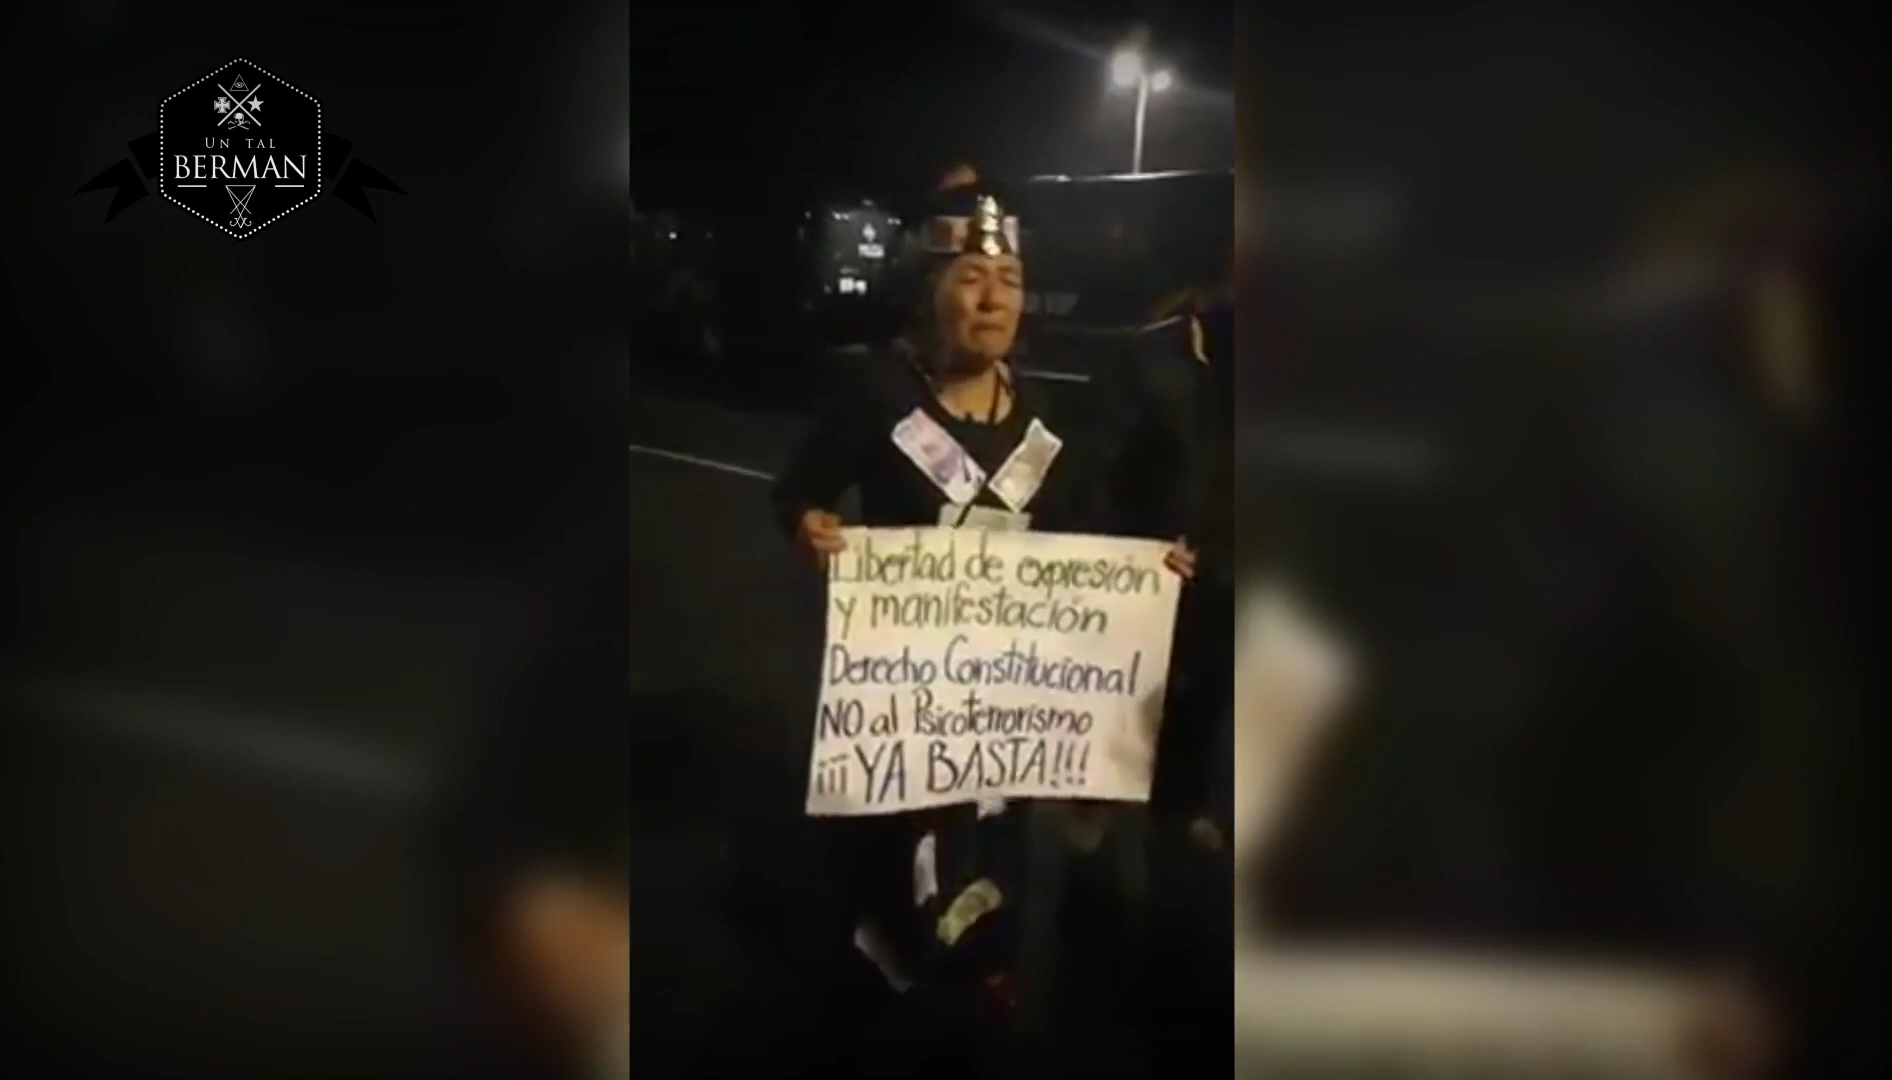 Un tal
BERMAN
Libertad de expresión
y manifestación
Derecho Constitucional
NO al Psicoterrorismo
¡¡¡YA BASTA!!!